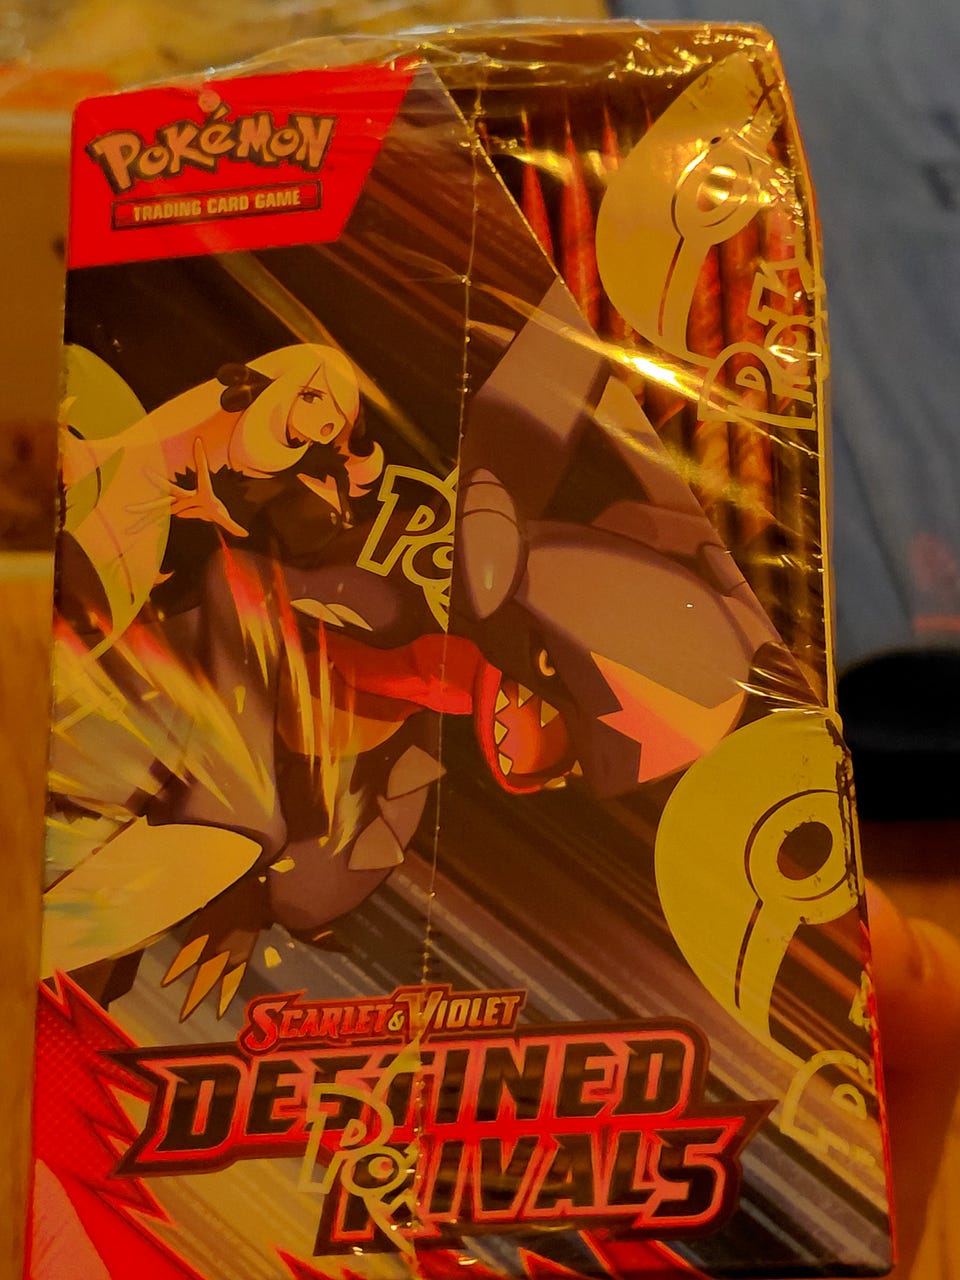 POKéMON
TRADING CARD GAME
SCARLET & VIOLET
DESTINED
RIVALS